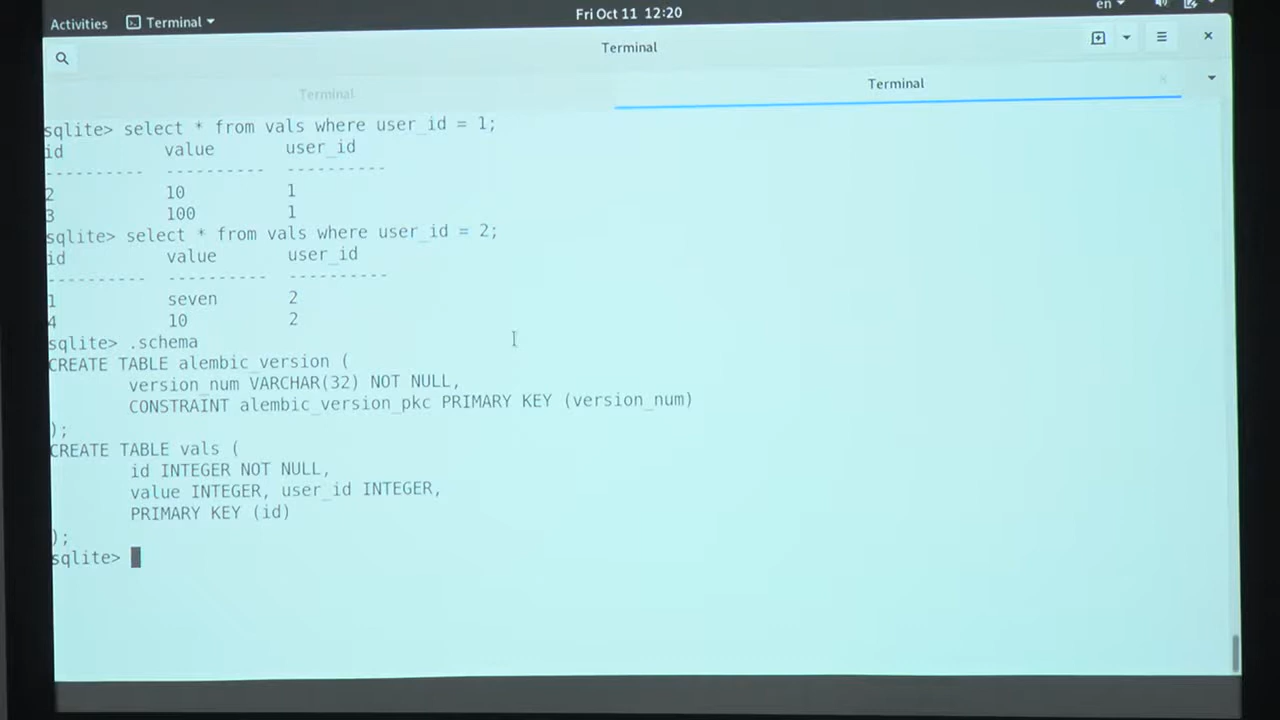 Activities Terminal Fri Oct 11 12:20 en
Terminal
Terminal Terminal
sqlite> select * from vals where user_id = 1;
id value user_id
---------- ---------- ----------
2 10 1
3 100 1
sqlite> select * from vals where user_id = 2;
id value user_id
---------- ---------- ----------
1 seven 2
4 10 2
sqlite> .schema
CREATE TABLE alembic_version (
version_num VARCHAR(32) NOT NULL,
CONSTRAINT alembic_version_pkc PRIMARY KEY (version_num)
);
CREATE TABLE vals (
id INTEGER NOT NULL,
value INTEGER, user_id INTEGER,
PRIMARY KEY (id)
);
sqlite>